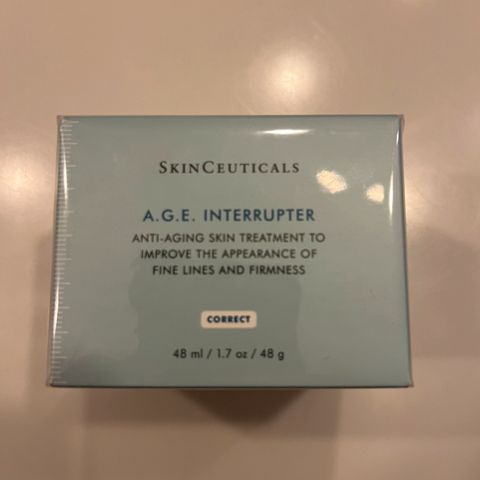 SKINCEUTICALS
A.G.E. INTERRUPTER
ANTI-AGING SKIN TREATMENT TO
IMPROVE THE APPEARANCE OF
FINE LINES AND FIRMNESS
CORRECT
48 ml / 1.7 oz / 48 g